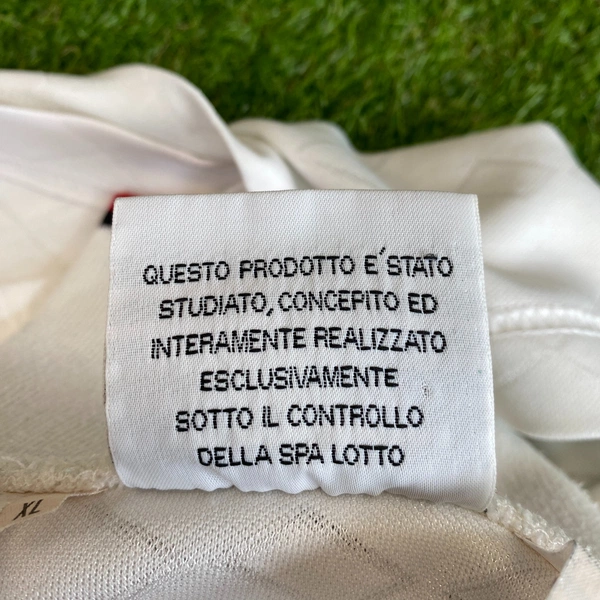 QUESTO PRODOTTO E´ STATO
STUDIATO, CONCEPITO ED
INTERAMENTE REALIZZATO
ESCLUSIVAMENTE
SOTTO IL CONTROLLO
DELLA SPA LOTTO
XL